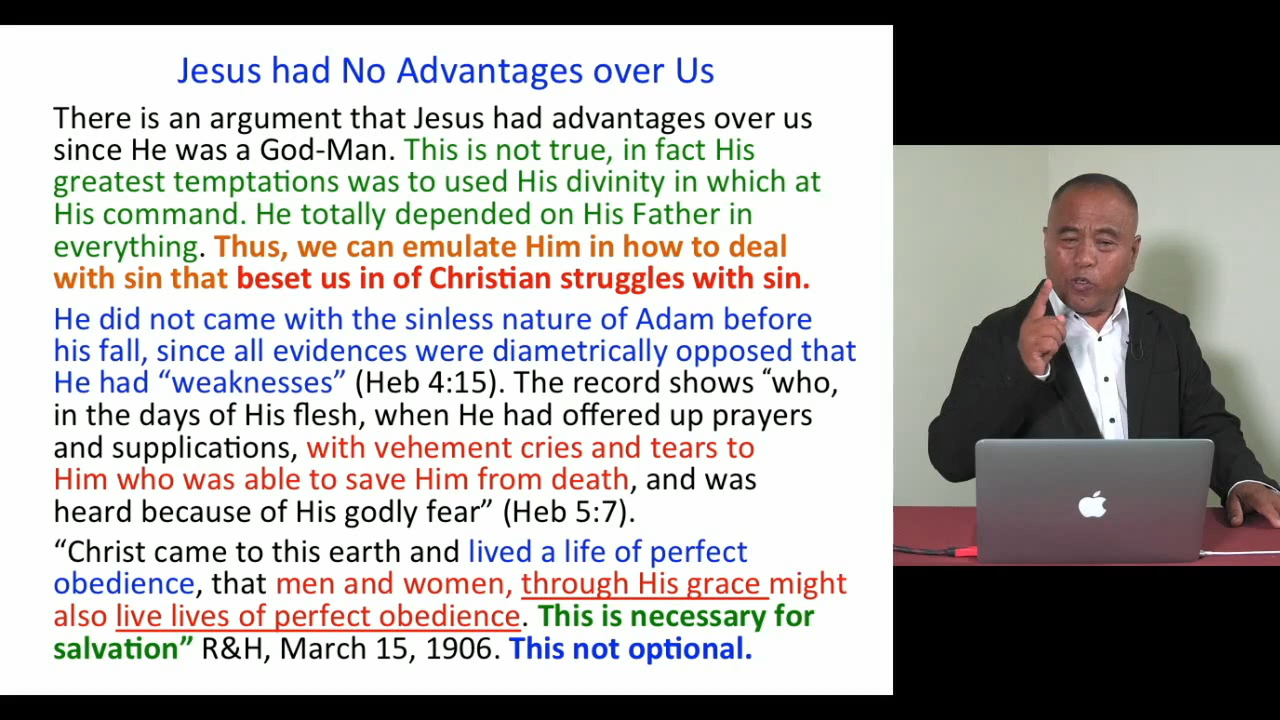 Jesus had No Advantages over Us
There is an argument that Jesus had advantages over us
since He was a God-Man. This is not true, in fact His
greatest temptations was to used His divinity in which at
His command. He totally depended on His Father in
everything. Thus, we can emulate Him in how to deal
with sin that beset us in of Christian struggles with sin.
He did not came with the sinless nature of Adam before
his fall, since all evidences were diametrically opposed that
He had “weaknesses” (Heb 4:15). The record shows “who,
in the days of His flesh, when He had offered up prayers
and supplications, with vehement cries and tears to
Him who was able to save Him from death, and was
heard because of His godly fear” (Heb 5:7).
“Christ came to this earth and lived a life of perfect
obedience, that men and women, through His grace might
also live lives of perfect obedience. This is necessary for
salvation” R&H, March 15, 1906. This not optional.